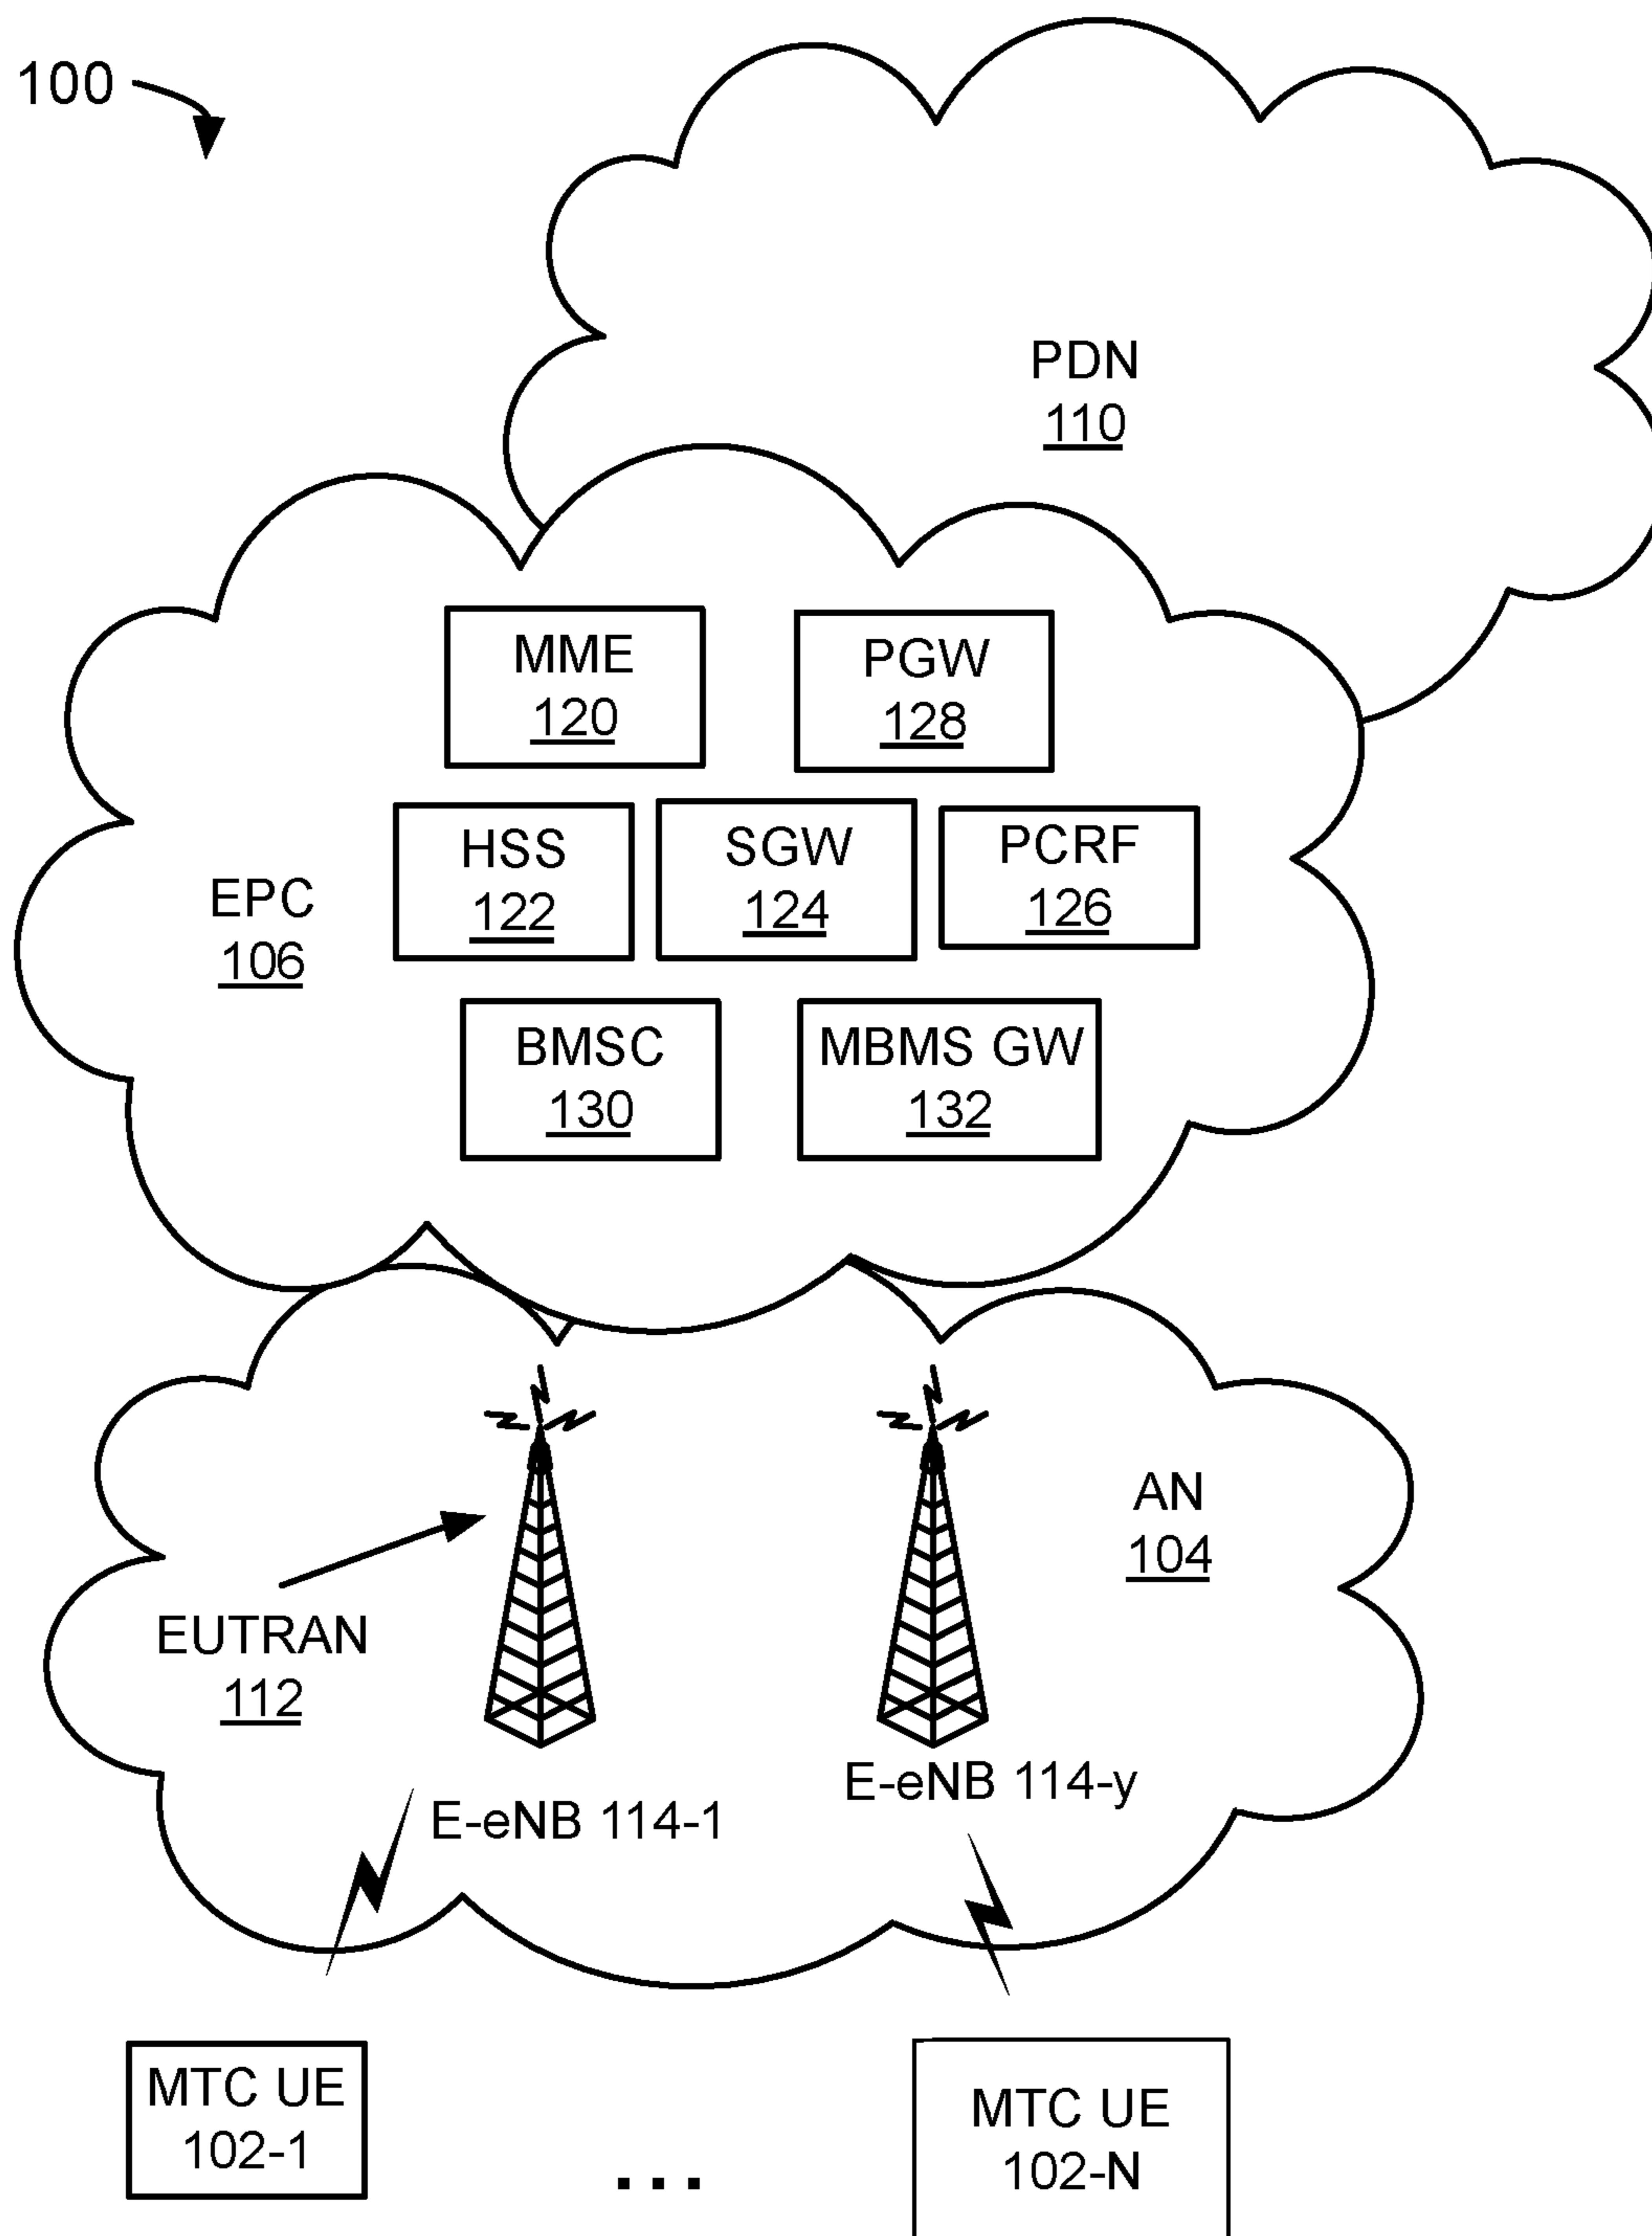 100
PDN
110
MME
120
PGW
128
HSS
122
SGW
124
PCRF
126
EPC
106
BMSC
130
MBMS GW
132
AN
104
EUTRAN
112
E-eNB 114-1
E-eNB 114-y
MTC UE
102-1
...
MTC UE
102-N